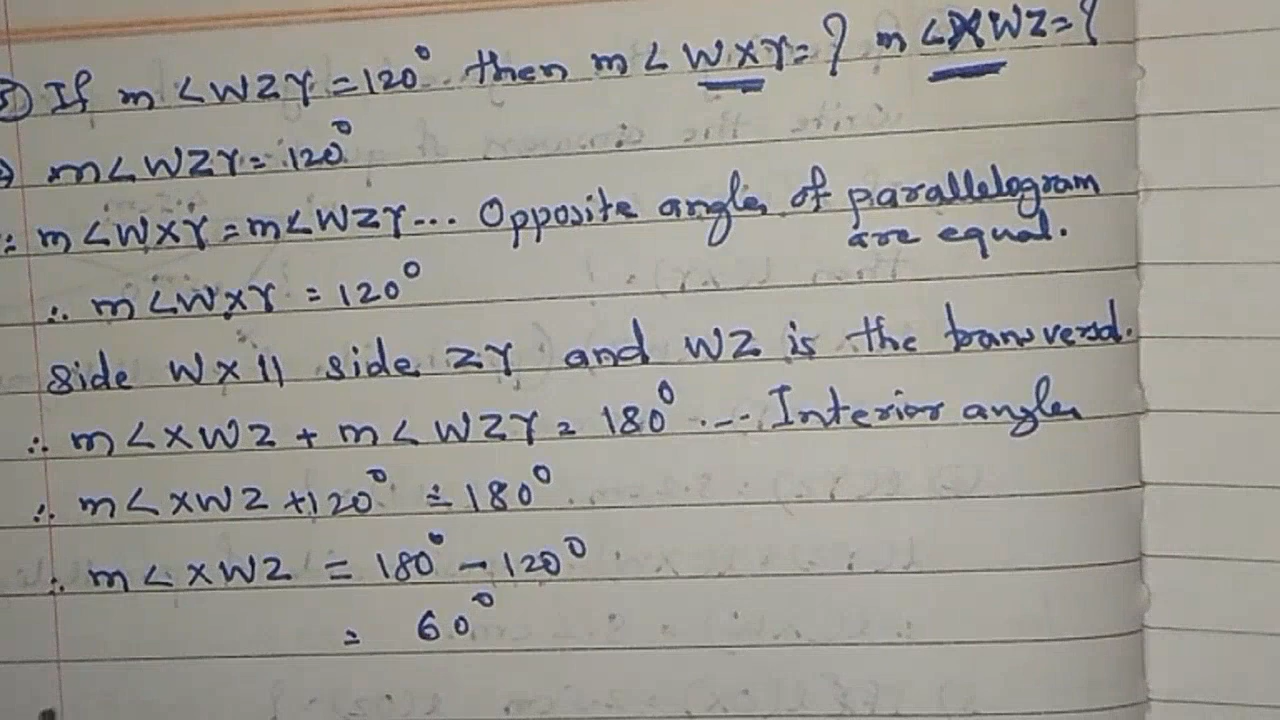 5) If m∠WZY = 120° then m∠WXY = ? m∠XWZ = ?
m∠WZY = 120°
∴ m∠WXY = m∠WZY ... Opposite angles of parallelogram
are equal.
∴ m∠WXY = 120°
Side WX || side ZY and WZ is the transversal.
∴ m∠XWZ + m∠WZY = 180° ... Interior angles
∴ m∠XWZ + 120° = 180°
∴ m∠XWZ = 180° - 120°
= 60°